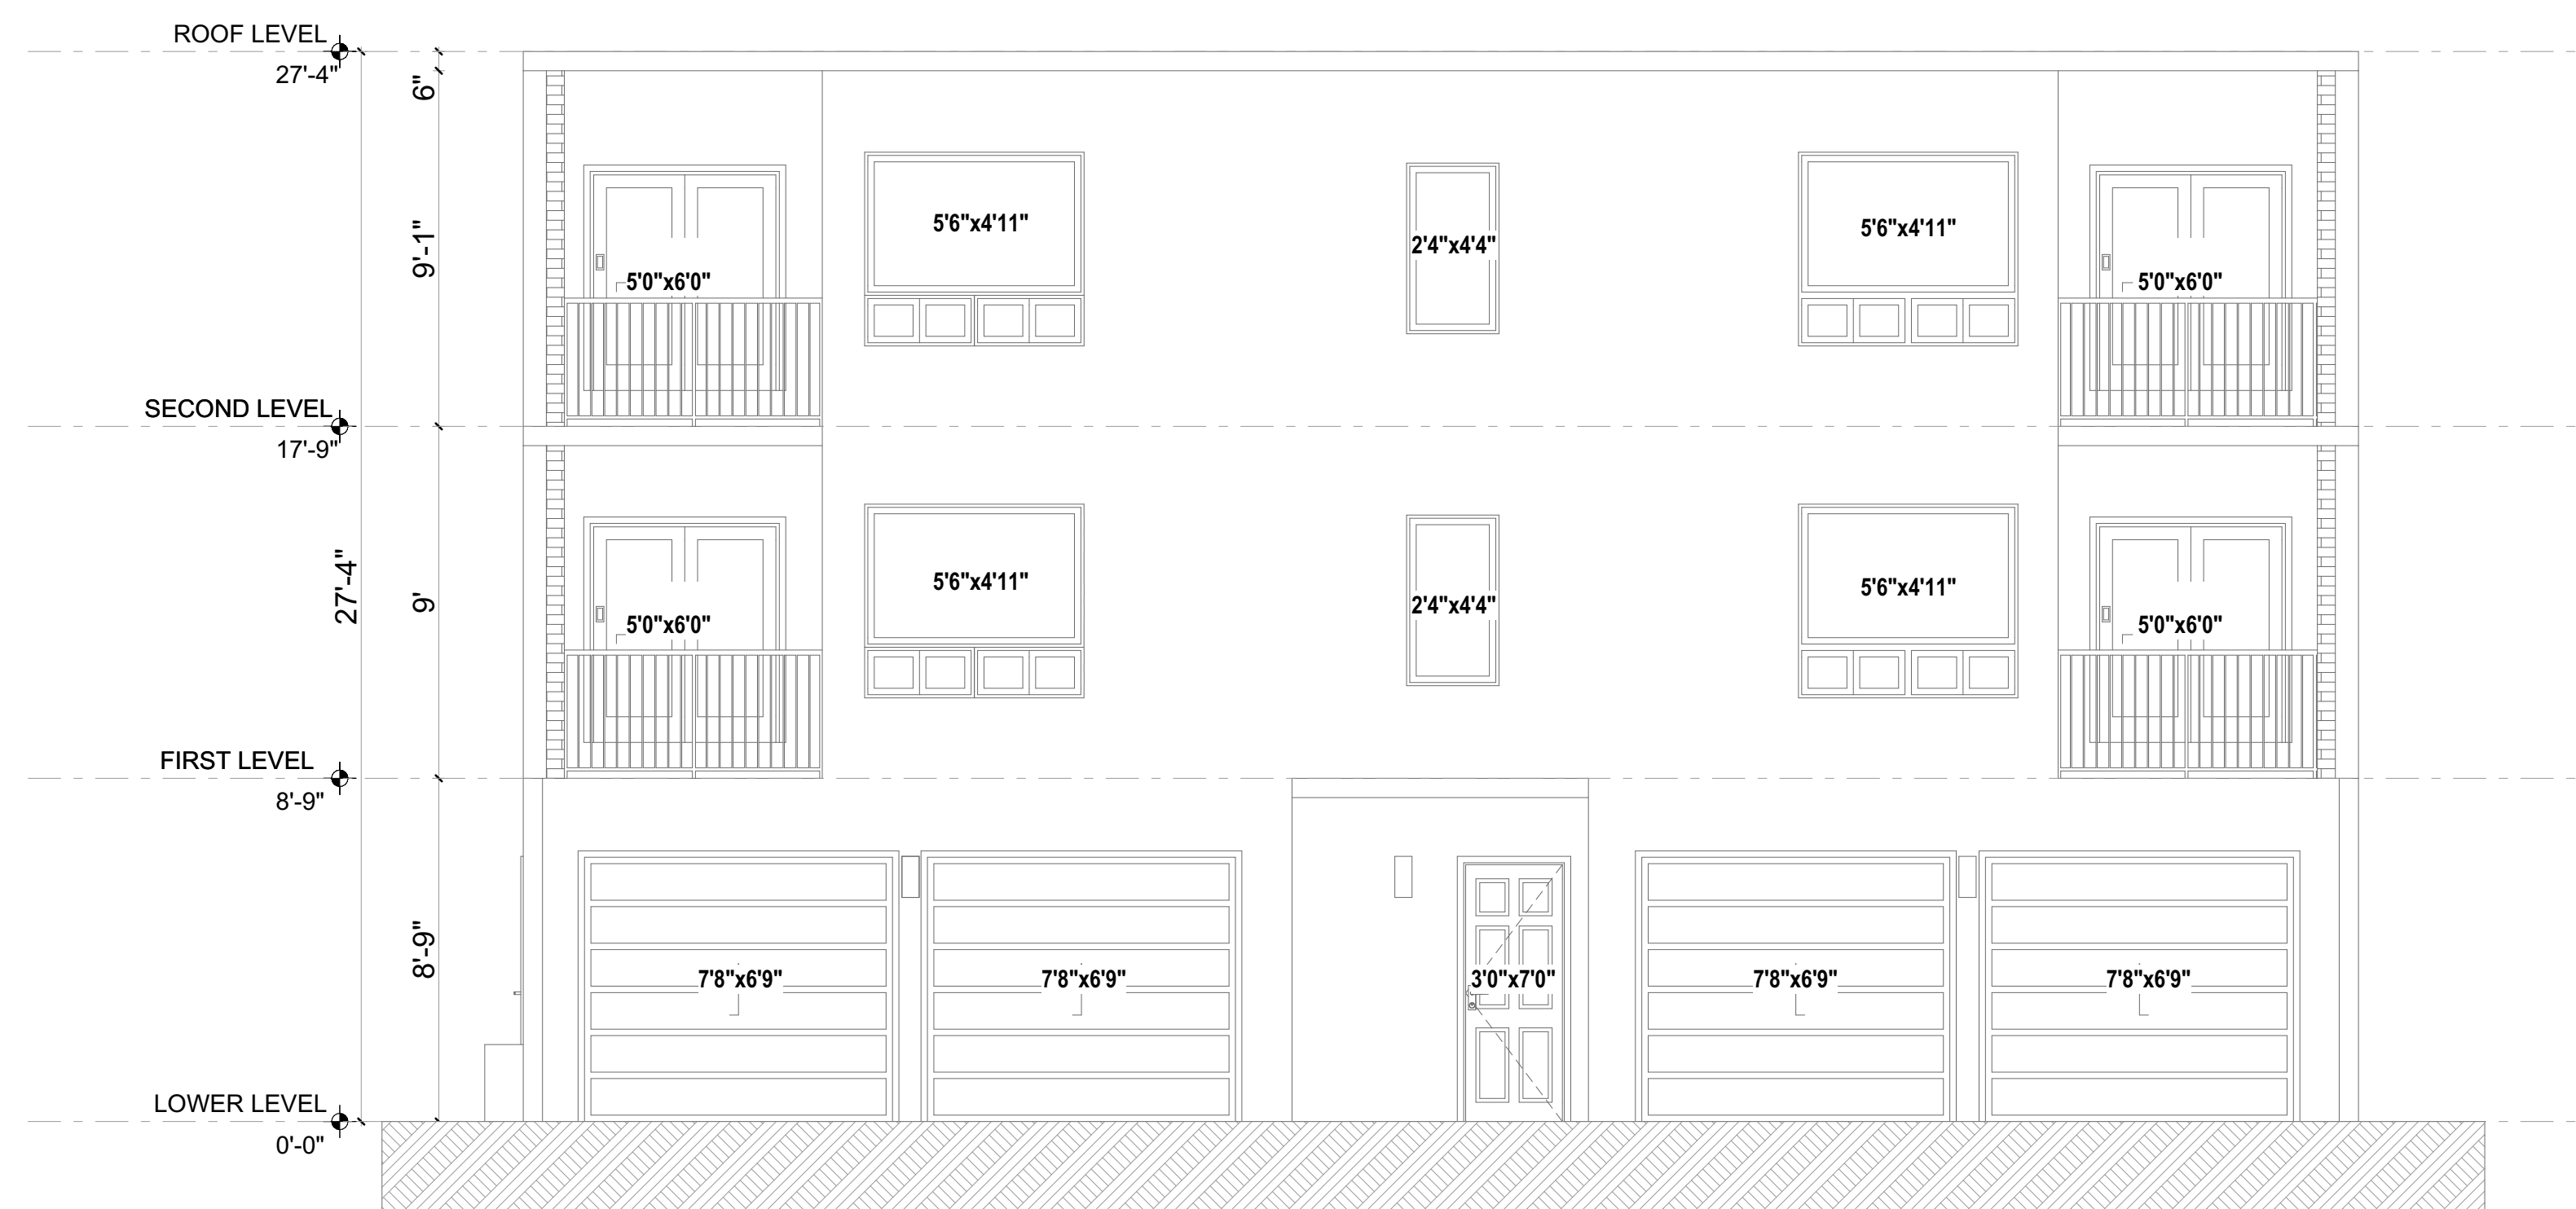 ROOF LEVEL
27'-4"
6"
9'-1"
5'6"x4'11"
2'4"x4'4"
5'6"x4'11"
5'0"x6'0"
5'0"x6'0"
SECOND LEVEL
17'-9"
27'-4"
9'
5'6"x4'11"
2'4"x4'4"
5'6"x4'11"
5'0"x6'0"
5'0"x6'0"
FIRST LEVEL
8'-9"
8'-9"
7'8"x6'9"
7'8"x6'9"
3'0"x7'0"
7'8"x6'9"
7'8"x6'9"
LOWER LEVEL
0'-0"